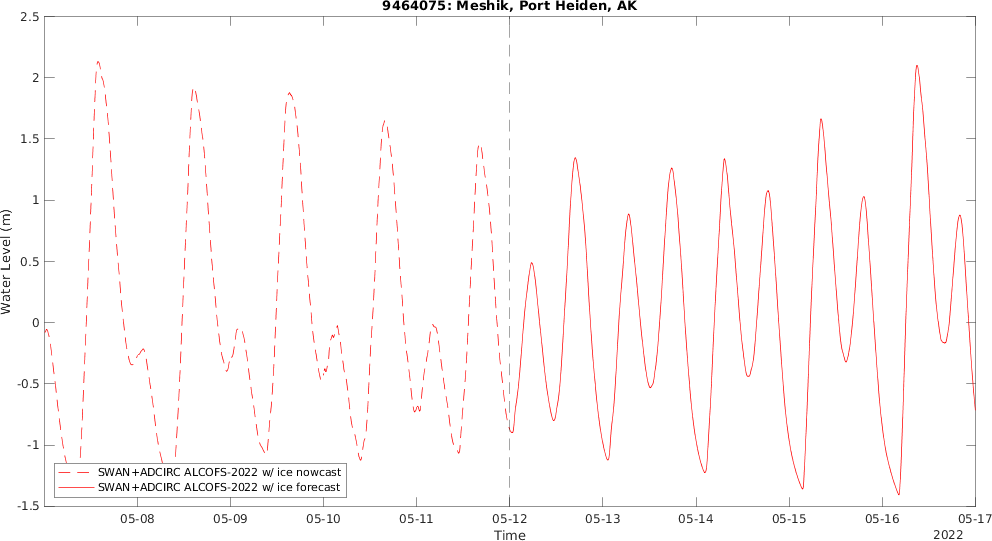 9464075: Meshik, Port Heiden, AK
Water Level (m)
2.5
2
1.5
1
0.5
0
-0.5
-1
-1.5
SWAN+ADCIRC ALCOFS-2022 w/ ice nowcast
SWAN+ADCIRC ALCOFS-2022 w/ ice forecast
05-08 05-09 05-10 05-11 05-12 05-13 05-14 05-15 05-16 05-17
Time
2022